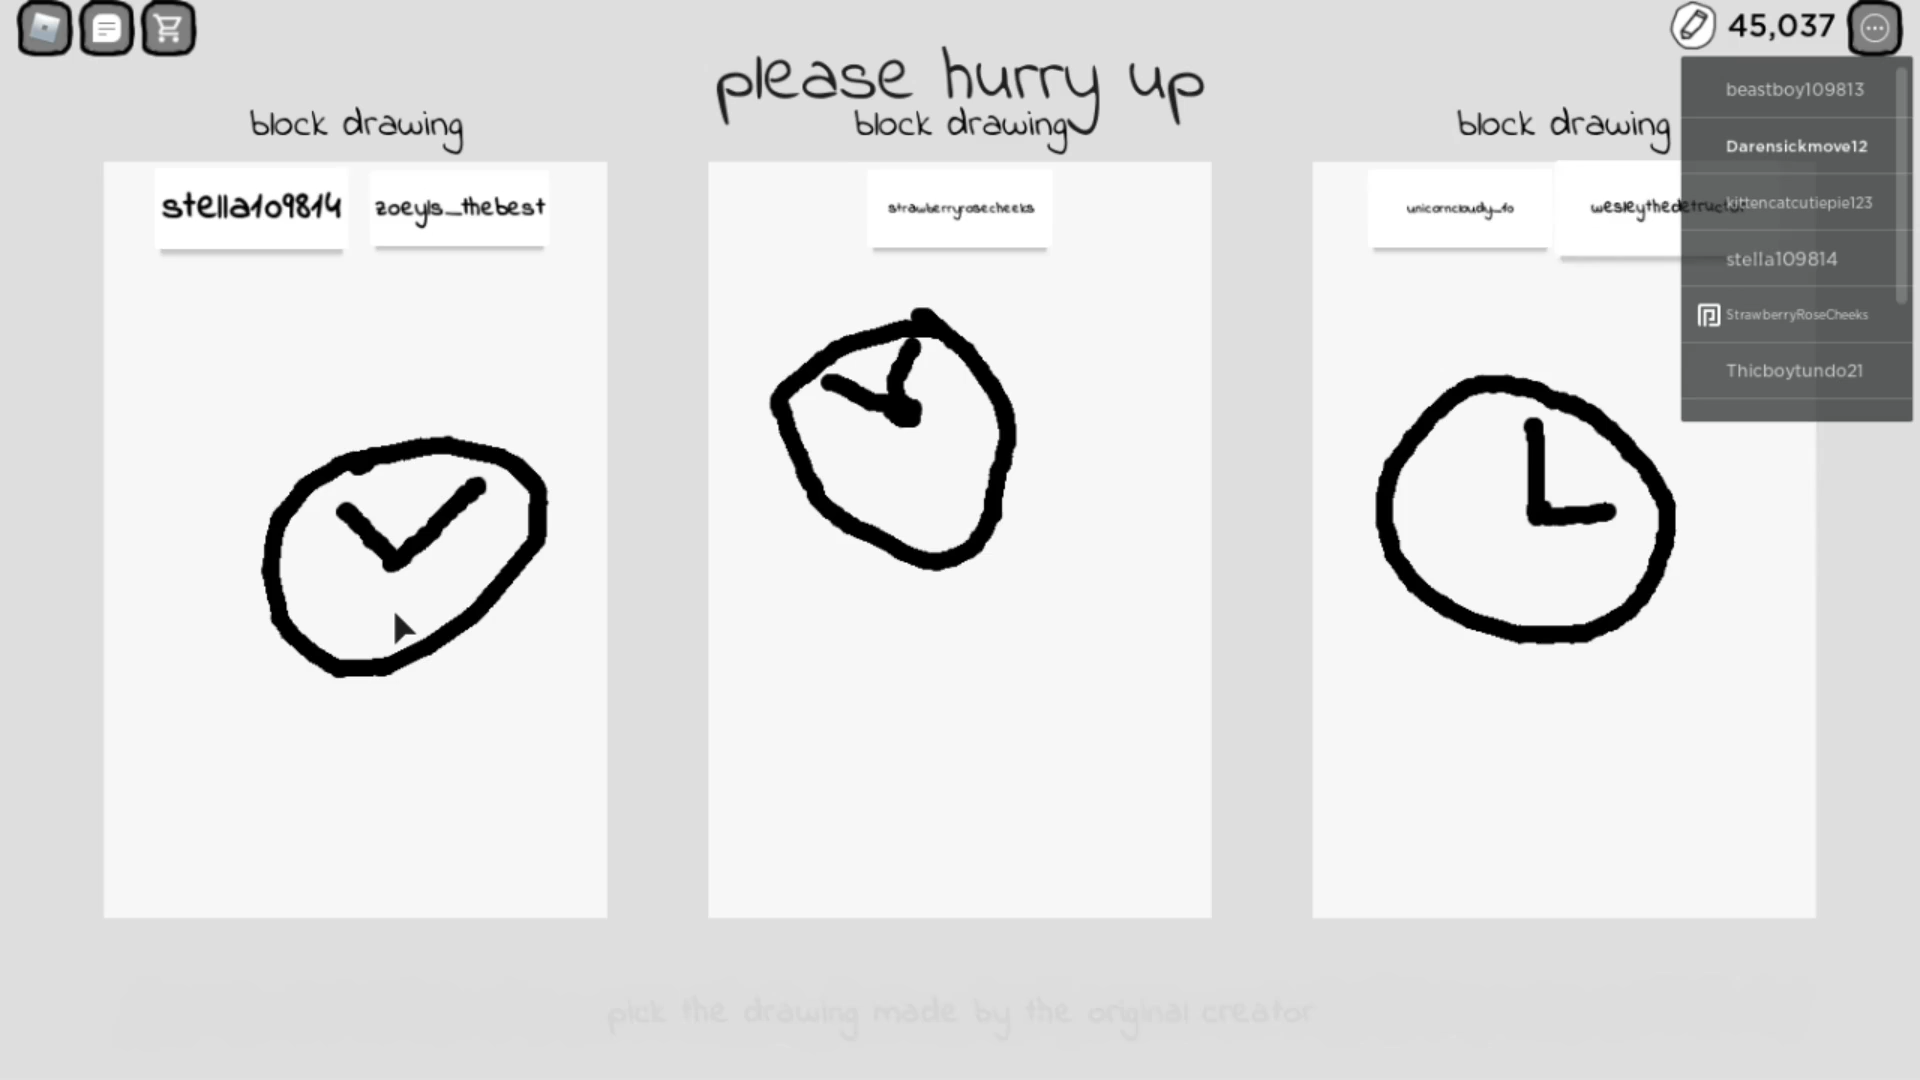 45,037
please hurry up
block drawing
block drawing
block drawing
beastboy109813
Darensickmove12
kittencatcutiepie123
stella109814
StrawberryRoseCheeks
Thicboytundo21
stella109814
zoeyis_thebest
strawberryrosecheeks
unicorncloudy_fo
pick the drawing made by the original creator